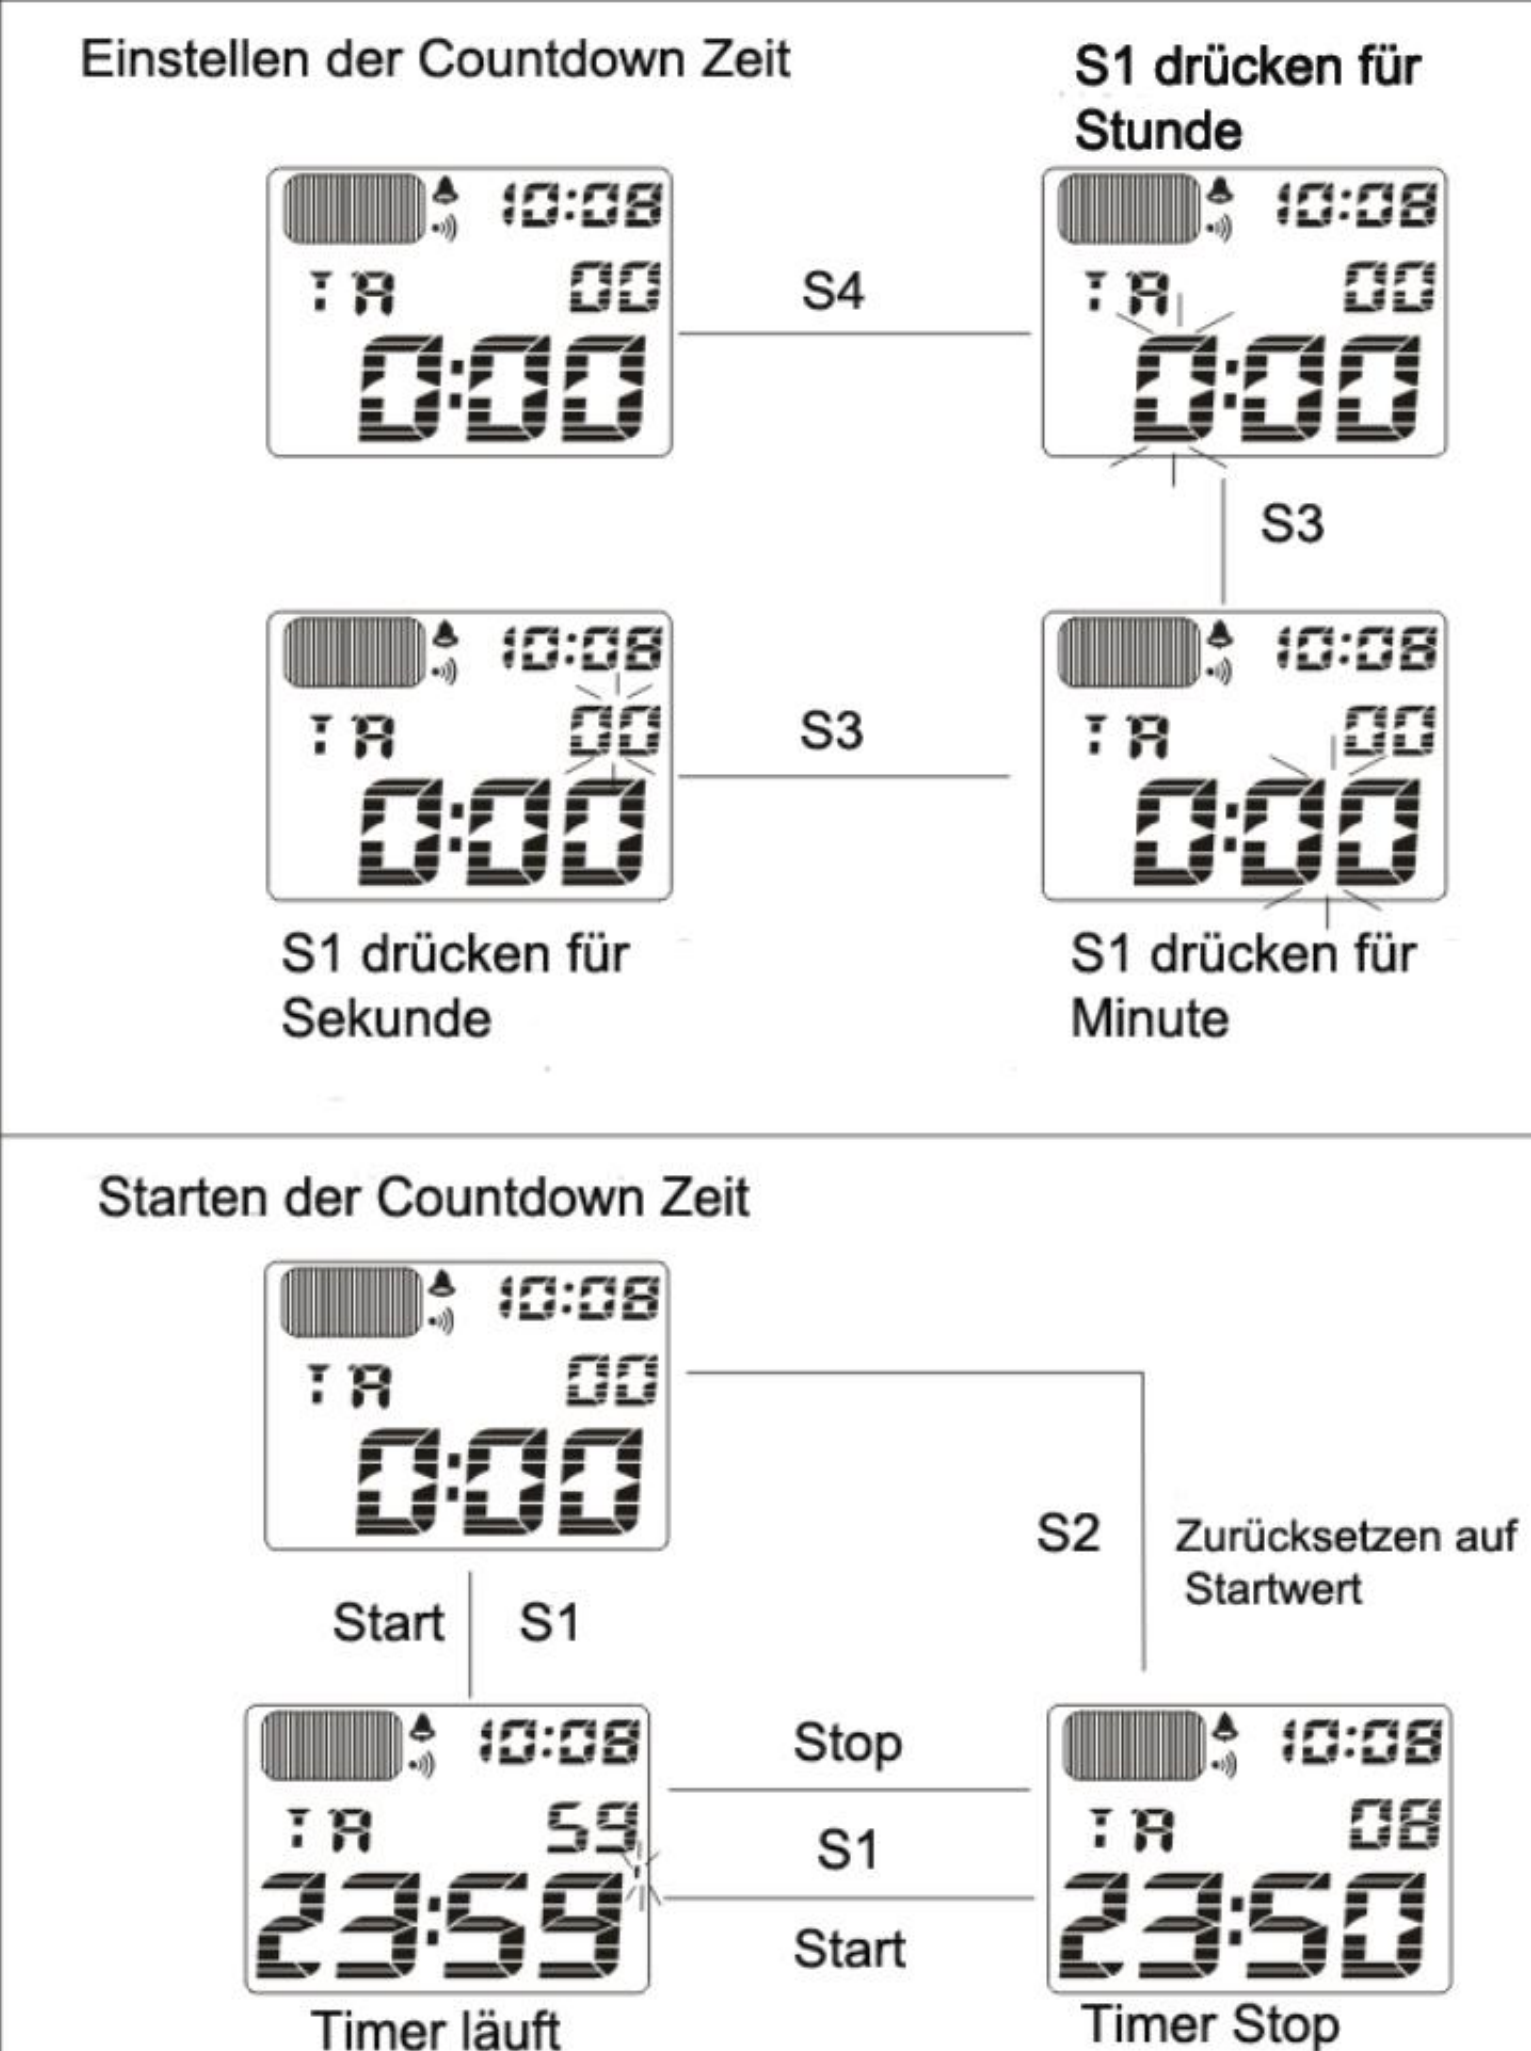 Einstellen der Countdown Zeit
S1 drücken für
Stunde
10:08
TA 00
0:00
S4
10:08
TA 00
0:00
S3
10:08
TA 00
0:00
S3
10:08
TA 00
0:00
S1 drücken für
Sekunde
S1 drücken für
Minute
Starten der Countdown Zeit
10:08
TA 00
0:00
S2
Zurücksetzen auf
Startwert
Start S1
10:08
TA 59
23:59
Stop
S1
Start
10:08
TA 08
23:50
Timer läuft
Timer Stop